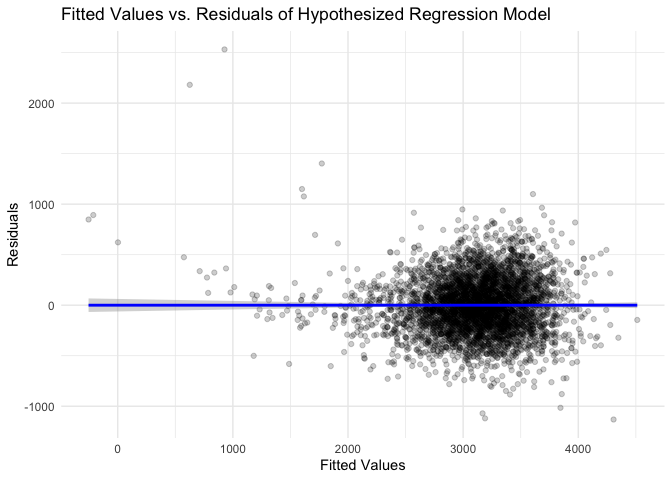 Fitted Values vs. Residuals of Hypothesized Regression Model
2000
1000
0
-1000
Residuals
0 1000 2000 3000 4000
Fitted Values